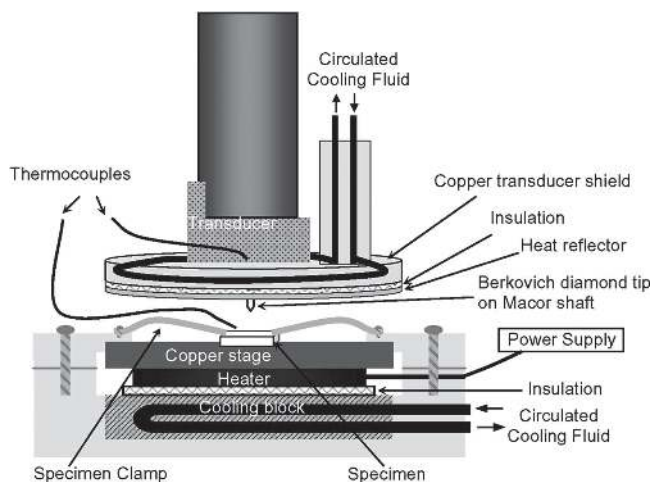 Circulated
Cooling Fluid
Thermocouples
Transducer
Copper transducer shield
Insulation
Heat reflector
Berkovich diamond tip
on Macor shaft
Power Supply
Copper stage
Heater
Insulation
Cooling block
Circulated
Cooling Fluid
Specimen Clamp
Specimen